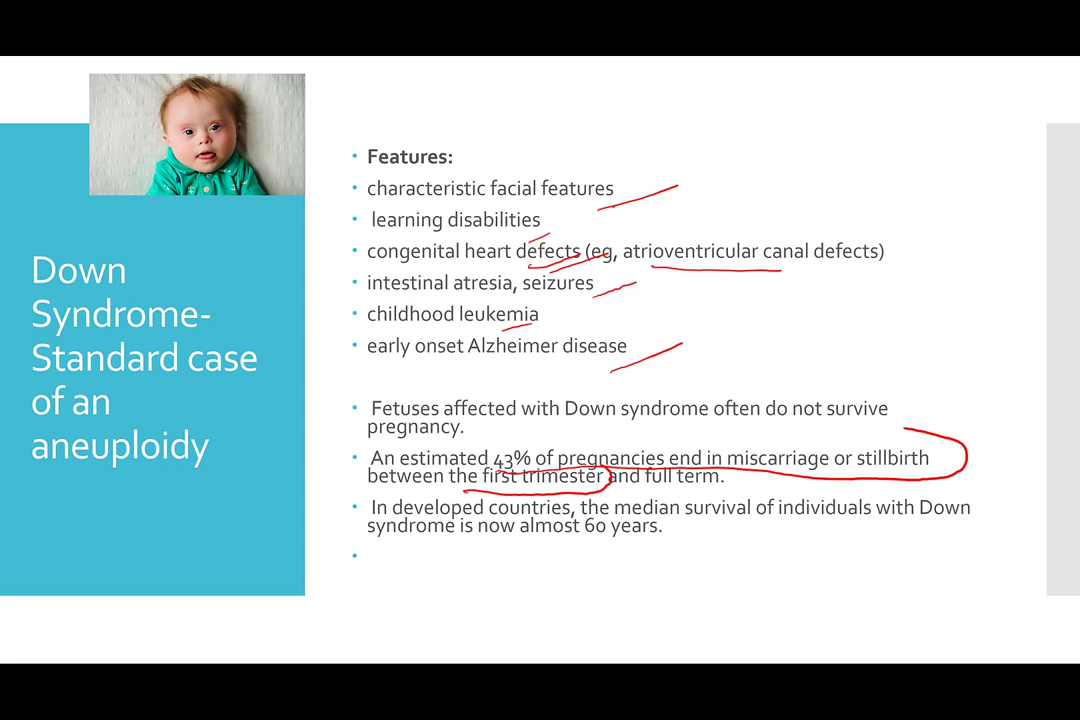 Down
Syndrome-
Standard case
of an
aneuploidy
• Features:
• characteristic facial features
• learning disabilities
• congenital heart defects (eg, atrioventricular canal defects)
• intestinal atresia, seizures
• childhood leukemia
• early onset Alzheimer disease
• Fetuses affected with Down syndrome often do not survive
pregnancy.
• An estimated 43% of pregnancies end in miscarriage or stillbirth
between the first trimester and full term.
• In developed countries, the median survival of individuals with Down
syndrome is now almost 60 years.
•